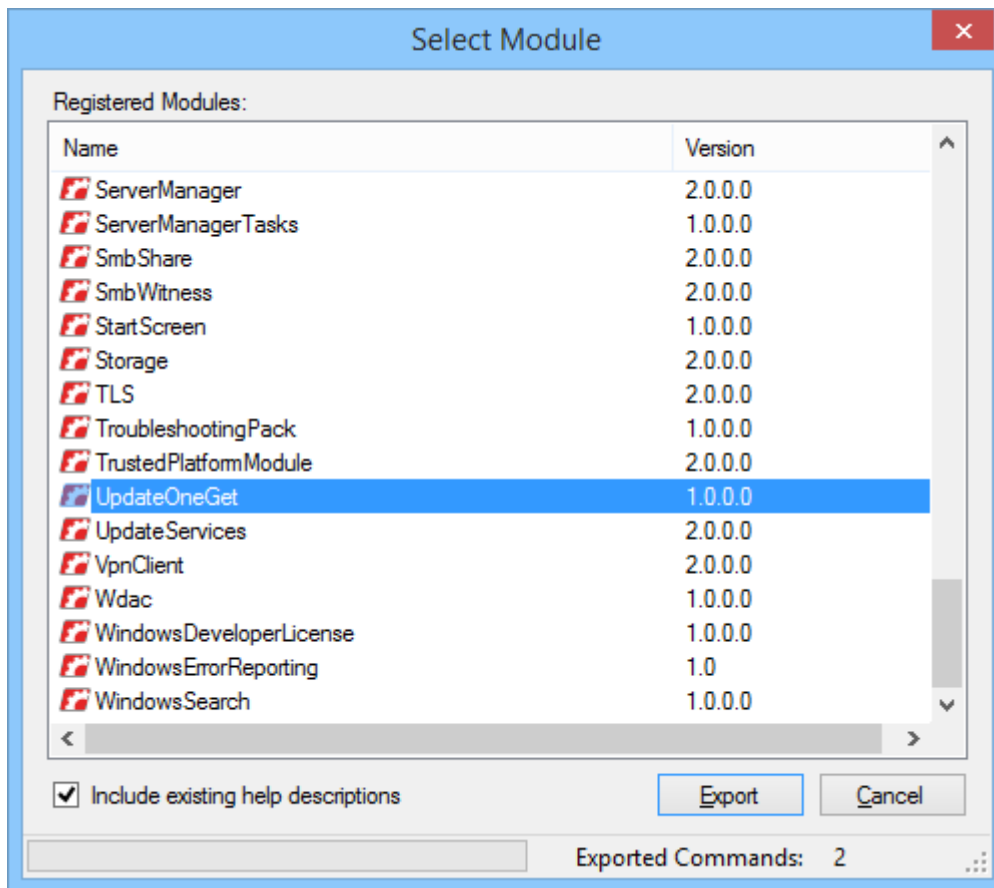 Select Module
Registered Modules:
Name Version
ServerManager 2.0.0.0
ServerManagerTasks 1.0.0.0
SmbShare 2.0.0.0
SmbWitness 2.0.0.0
StartScreen 1.0.0.0
Storage 2.0.0.0
TLS 2.0.0.0
TroubleshootingPack 1.0.0.0
TrustedPlatformModule 2.0.0.0
UpdateOneGet 1.0.0.0
UpdateServices 2.0.0.0
VpnClient 2.0.0.0
Wdac 1.0.0.0
WindowsDeveloperLicense 1.0.0.0
WindowsErrorReporting 1.0
WindowsSearch 1.0.0.0
Include existing help descriptions Export Cancel
Exported Commands: 2